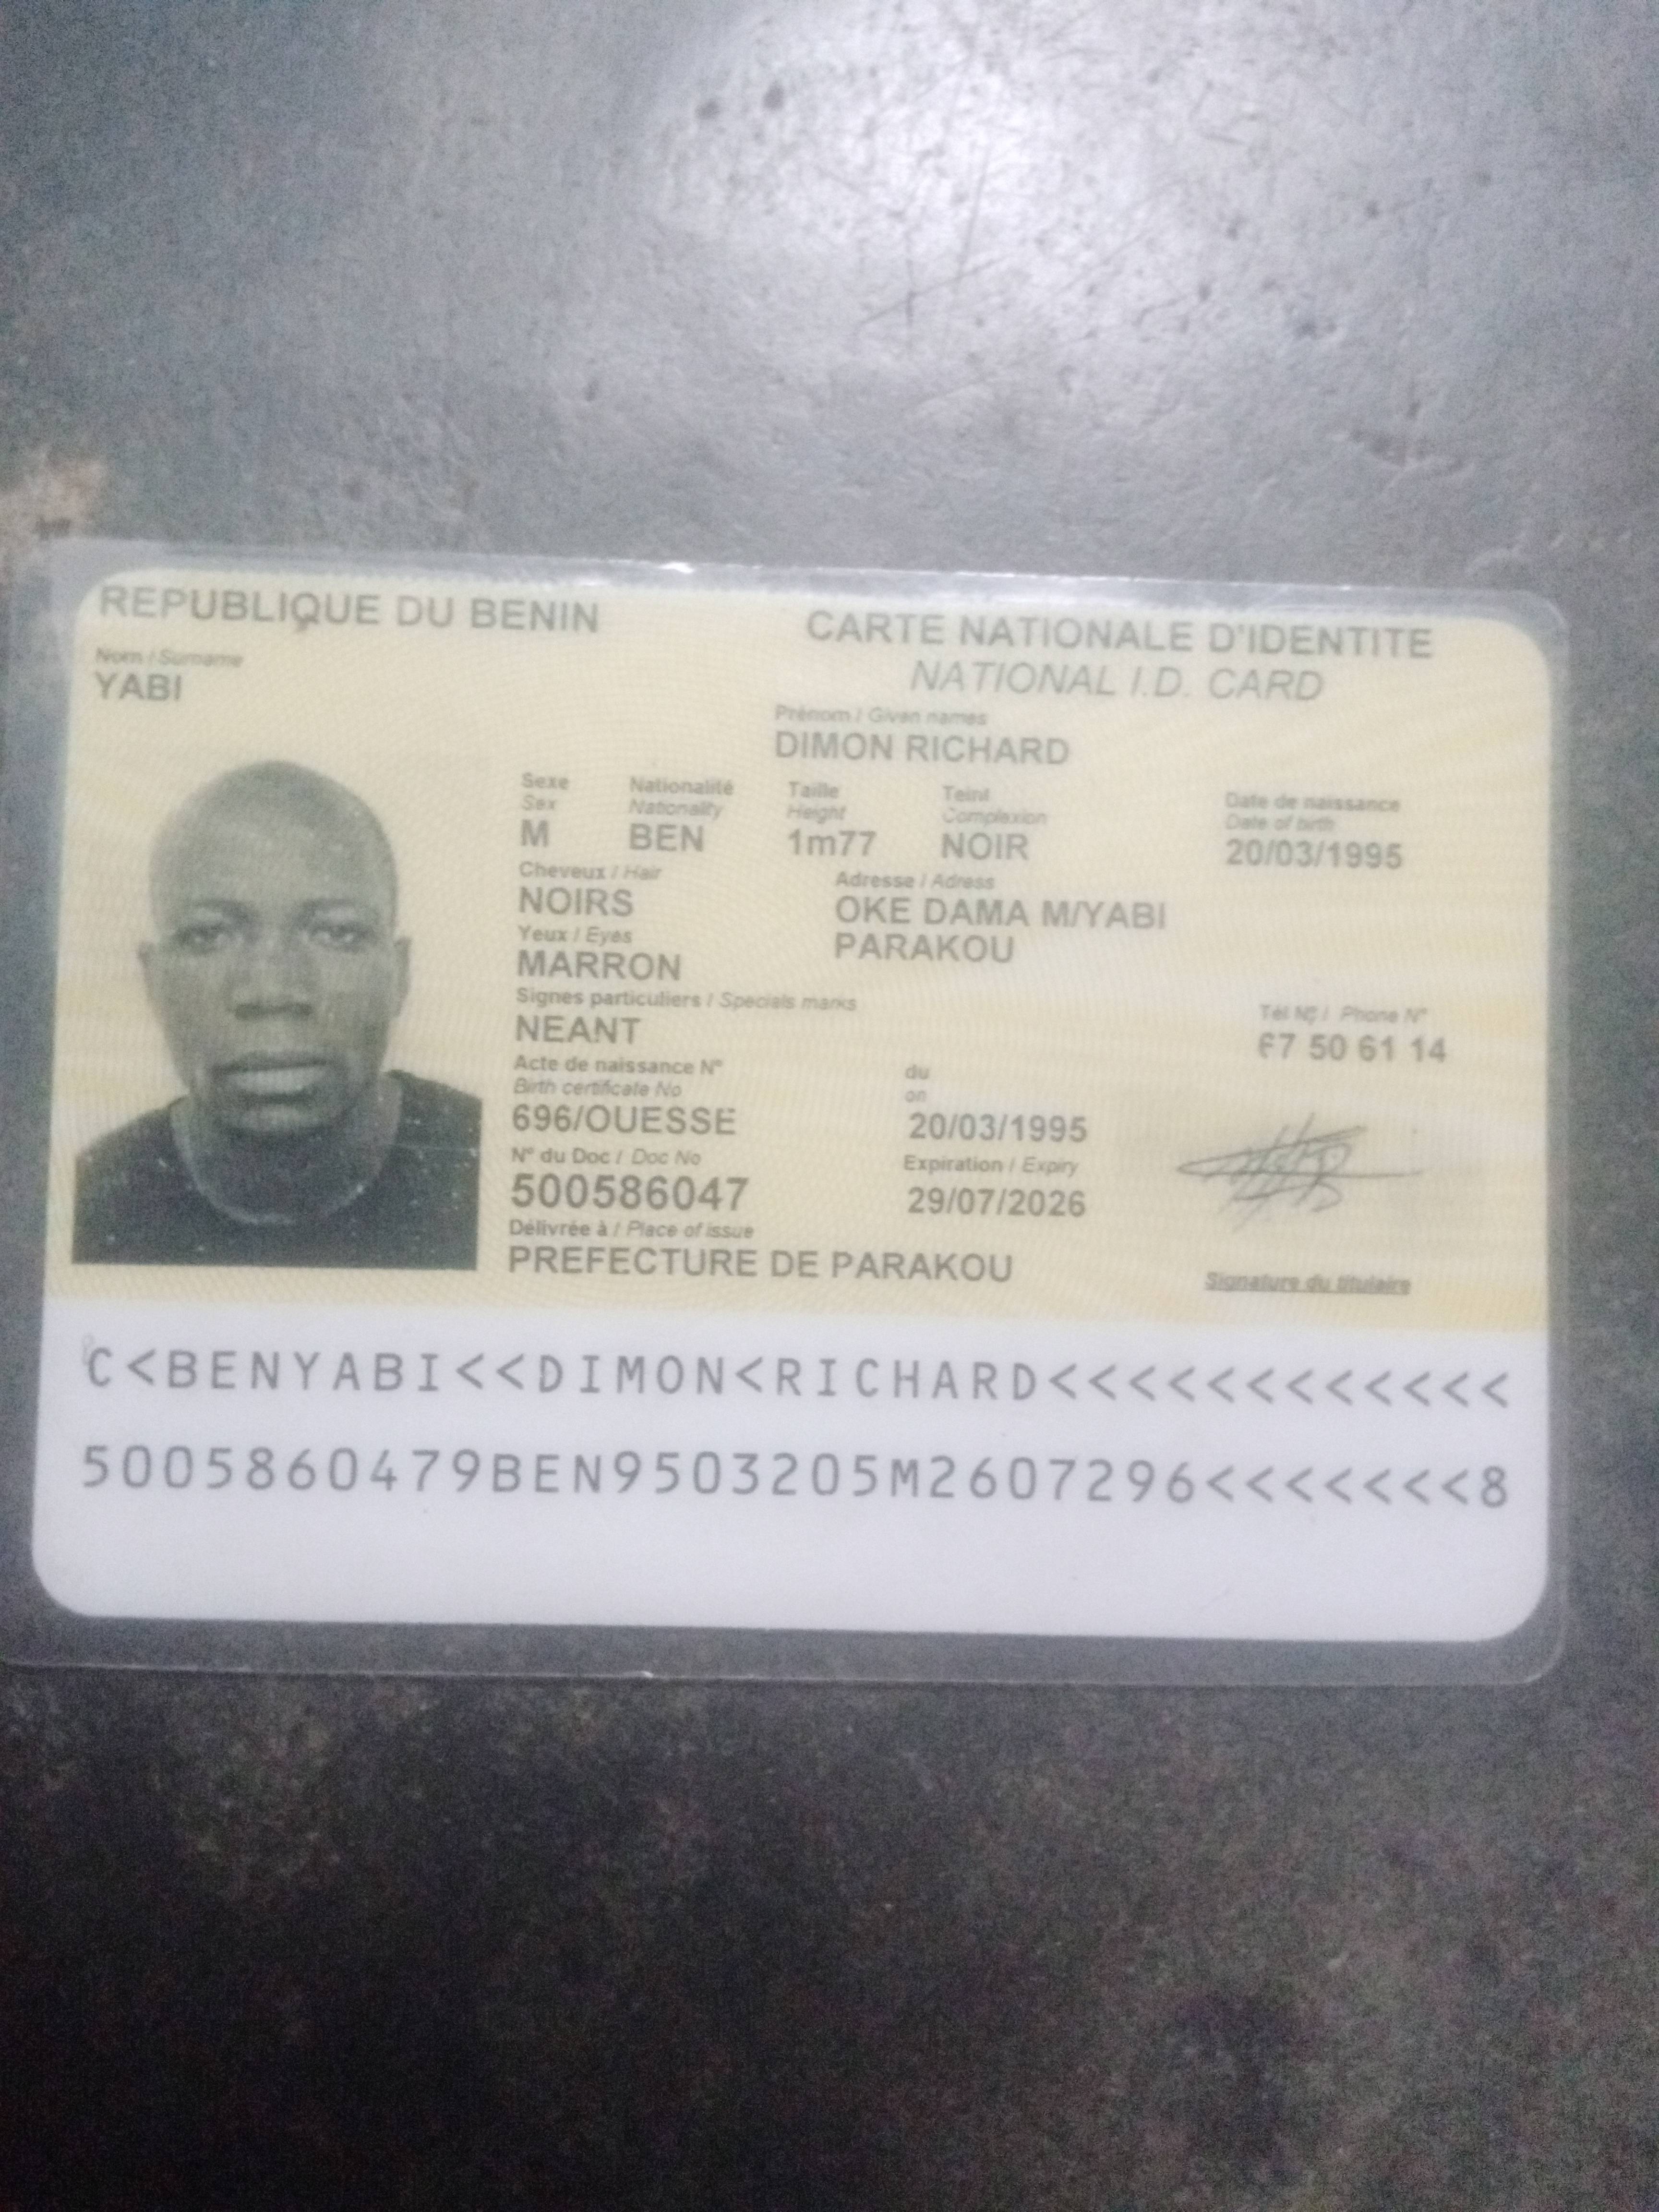 REPUBLIQUE DU BENIN
CARTE NATIONALE D'IDENTITE
NATIONAL I.D. CARD
Nom / Surname
YABI
Prénom / Given names
DIMON RICHARD
Sexe Nationalité Taille Teint Date de naissance
Sex Nationality Height Complexion Date of birth
M BEN 1m77 NOIR 20/03/1995
Cheveux / Hair Adresse / Adress
NOIRS OKE DAMA M/YABI
Yeux / Eyes PARAKOU
MARRON
Signes particuliers / Specials marks Tél / Phone N°
NEANT 67 50 61 14
Acte de naissance N° du
Birth certificate No on
696/OUESSE 20/03/1995
N° du Doc / Doc No Expiration / Expiry
500586047 29/07/2026
Délivrée à / Place of issue
PREFECTURE DE PARAKOU
Signature du titulaire
C<BENYABI<<DIMON<RICHARD<<<<<<<<<<<<
5005860479BEN9503205M2607296<<<<<<<8